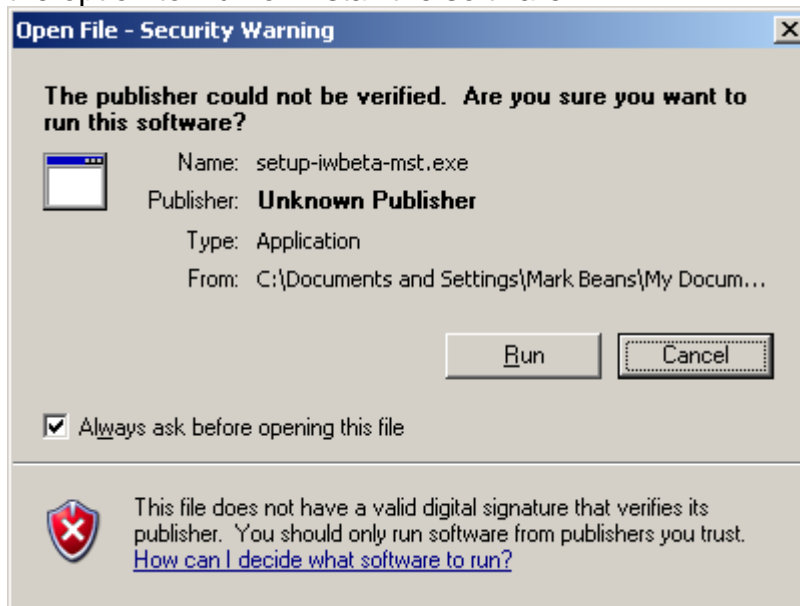 Open File - Security Warning
The publisher could not be verified. Are you sure you want to
run this software?
Name: setup-iwbeta-mst.exe
Publisher: Unknown Publisher
Type: Application
From: C:\Documents and Settings\Mark Beans\My Docum...
Run Cancel
Always ask before opening this file
This file does not have a valid digital signature that verifies its
publisher. You should only run software from publishers you trust.
How can I decide what software to run?